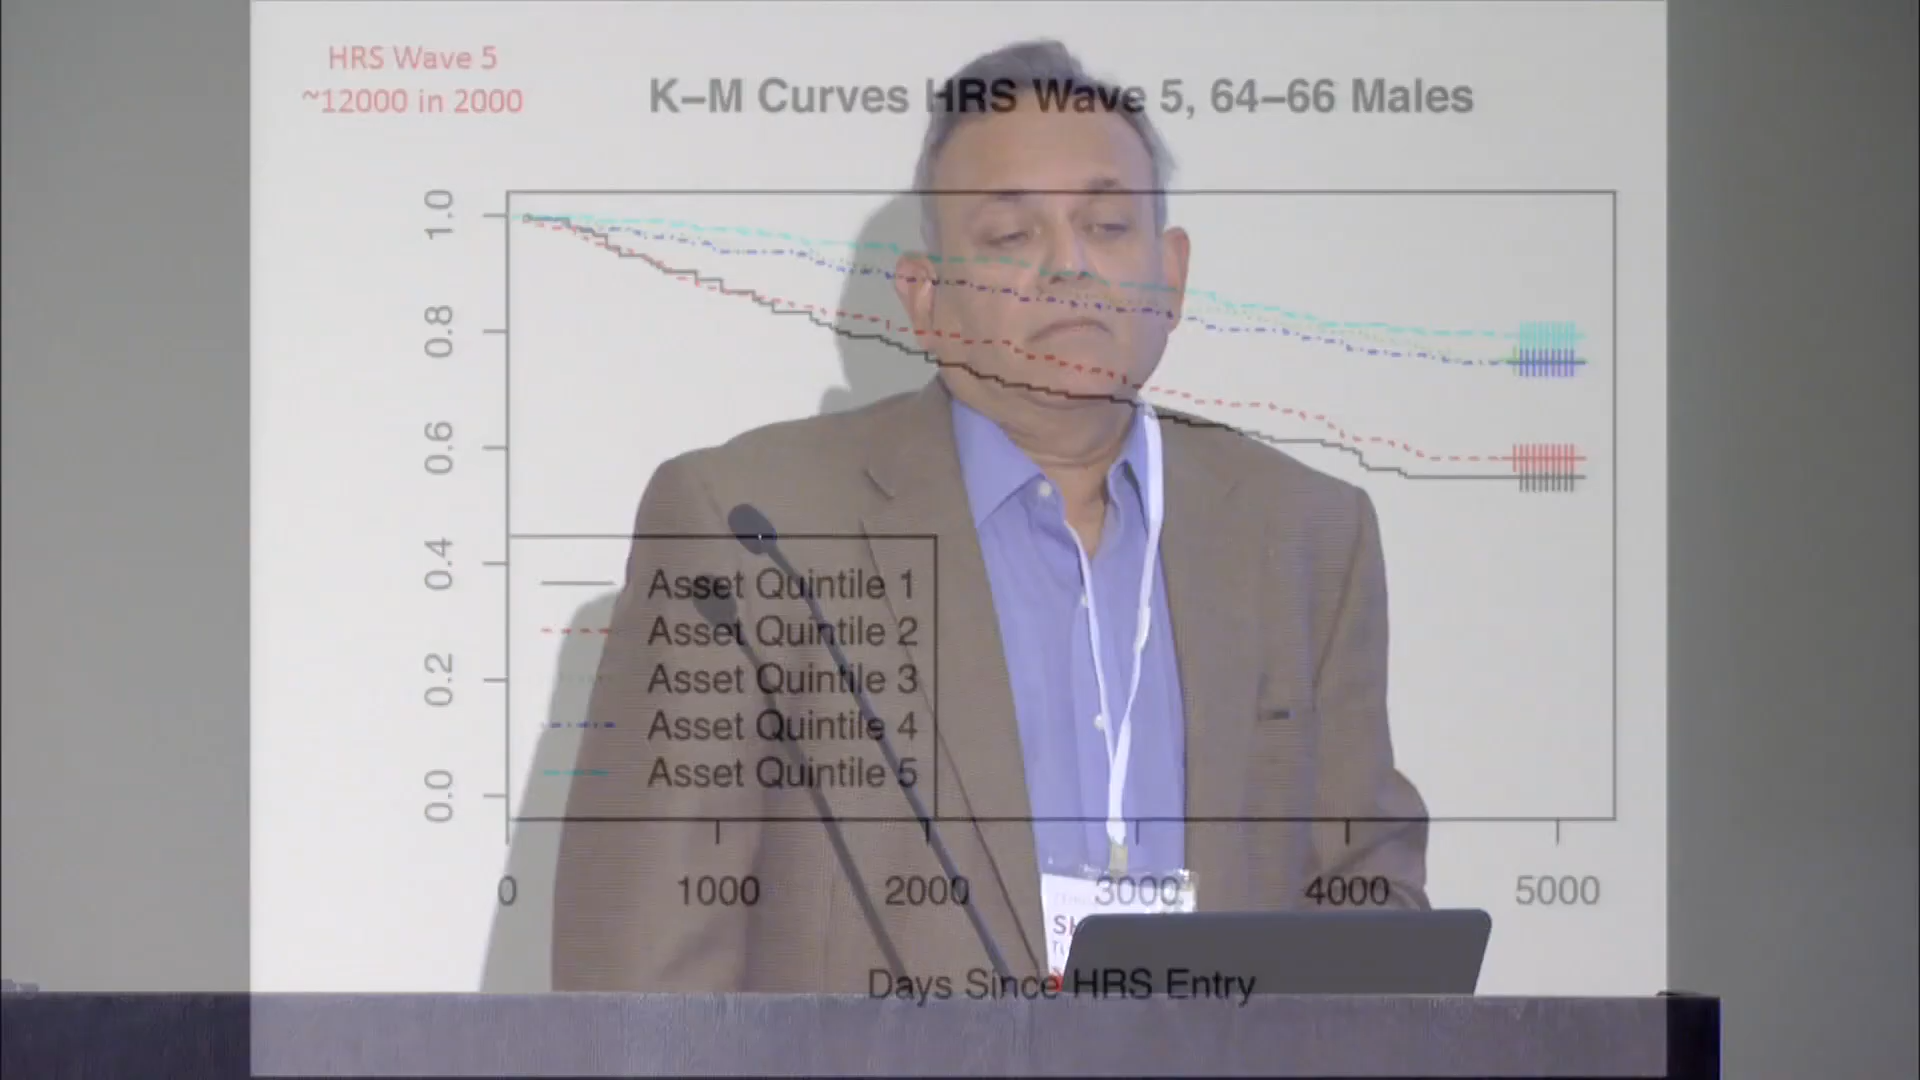 HRS Wave 5
~12000 in 2000
K–M Curves HRS Wave 5, 64–66 Males
1.0
0.8
0.6
0.4
0.2
0.0
Asset Quintile 1
Asset Quintile 2
Asset Quintile 3
Asset Quintile 4
Asset Quintile 5
0 1000 2000 3000 4000 5000
Days Since HRS Entry